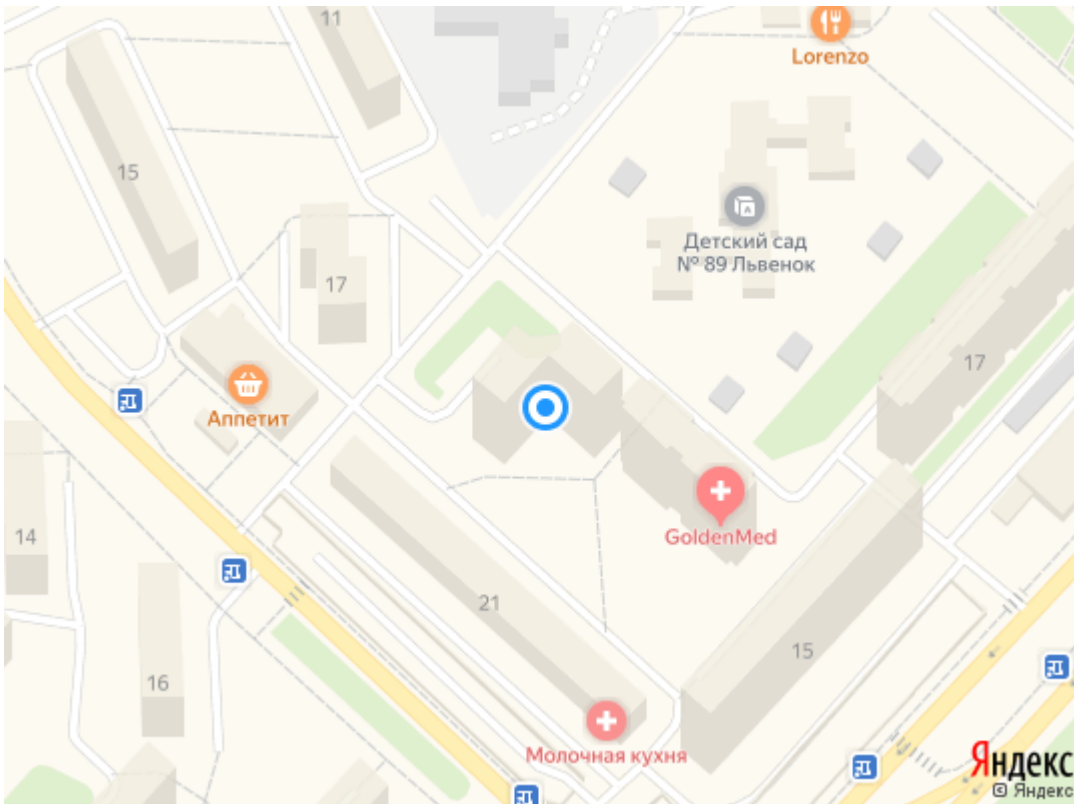 11
Lorenzo
15
Детский сад
№ 89 Львенок
17
17
Аппетит
GoldenMed
14
21
15
16
Молочная кухня
Яндекс
© Яндекс